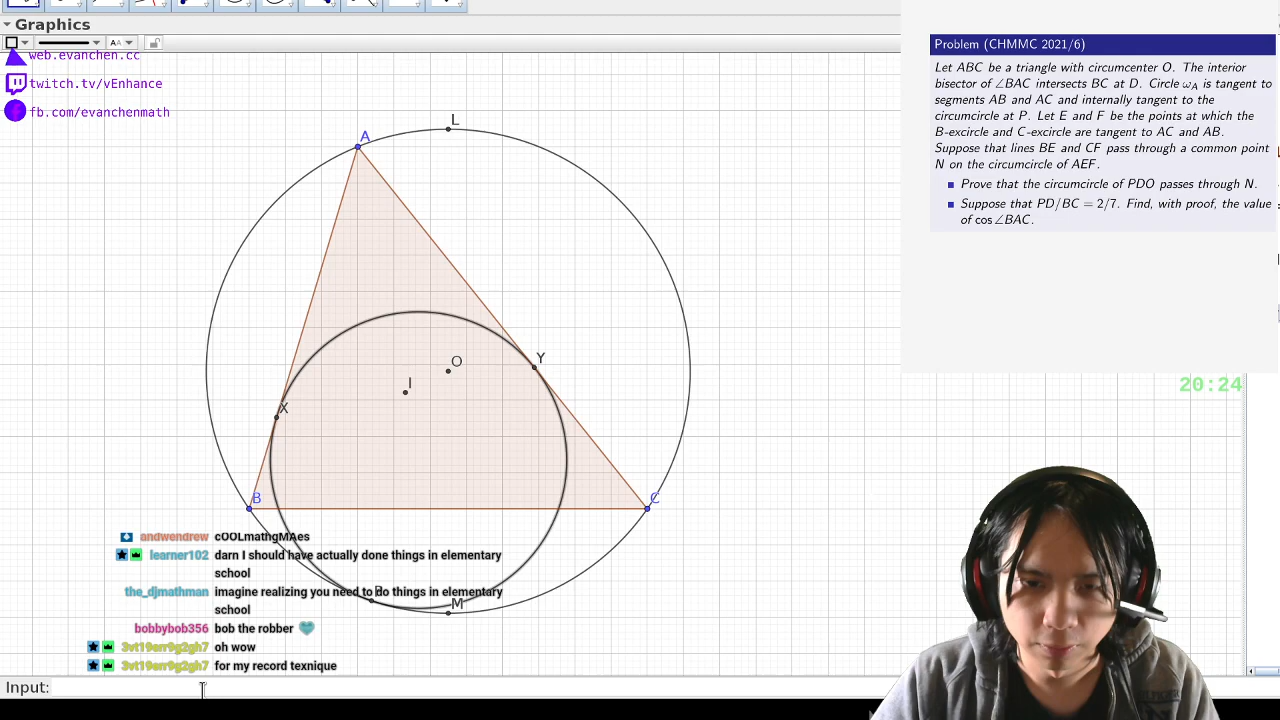 Graphics
web.evanchen.cc
twitch.tv/vEnhance
fb.com/evanchenmath
Problem (CHMMC 2021/6)
Let ABC be a triangle with circumcenter O. The interior
bisector of ∠BAC intersects BC at D. Circle ωA is tangent to
segments AB and AC and internally tangent to the
circumcircle at P. Let E and F be the points at which the
B-excircle and C-excircle are tangent to AC and AB.
Suppose that lines BE and CF pass through a common point
N on the circumcircle of AEF.
Prove that the circumcircle of PDO passes through N.
Suppose that PD/BC = 2/7. Find, with proof, the value
of cos ∠BAC.
20:24
L
A
Y
O
I
X
B
C
M
andwendrew cOOLmathgMAes
learner102 darn I should have actually done things in elementary
school
the_djmathman imagine realizing you need to do things in elementary
school
bobbybob356 bob the robber
3vt19err9g2gh7 oh wow
3vt19err9g2gh7 for my record texnique
Input: